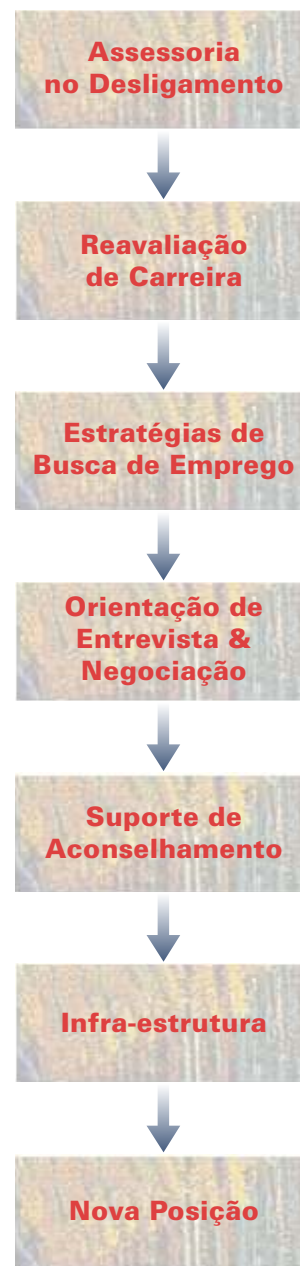 Assessoria
no Desligamento
Reavaliação
de Carreira
Estratégias de
Busca de Emprego
Orientação de
Entrevista &
Negociação
Suporte de
Aconselhamento
Infra-estrutura
Nova Posição